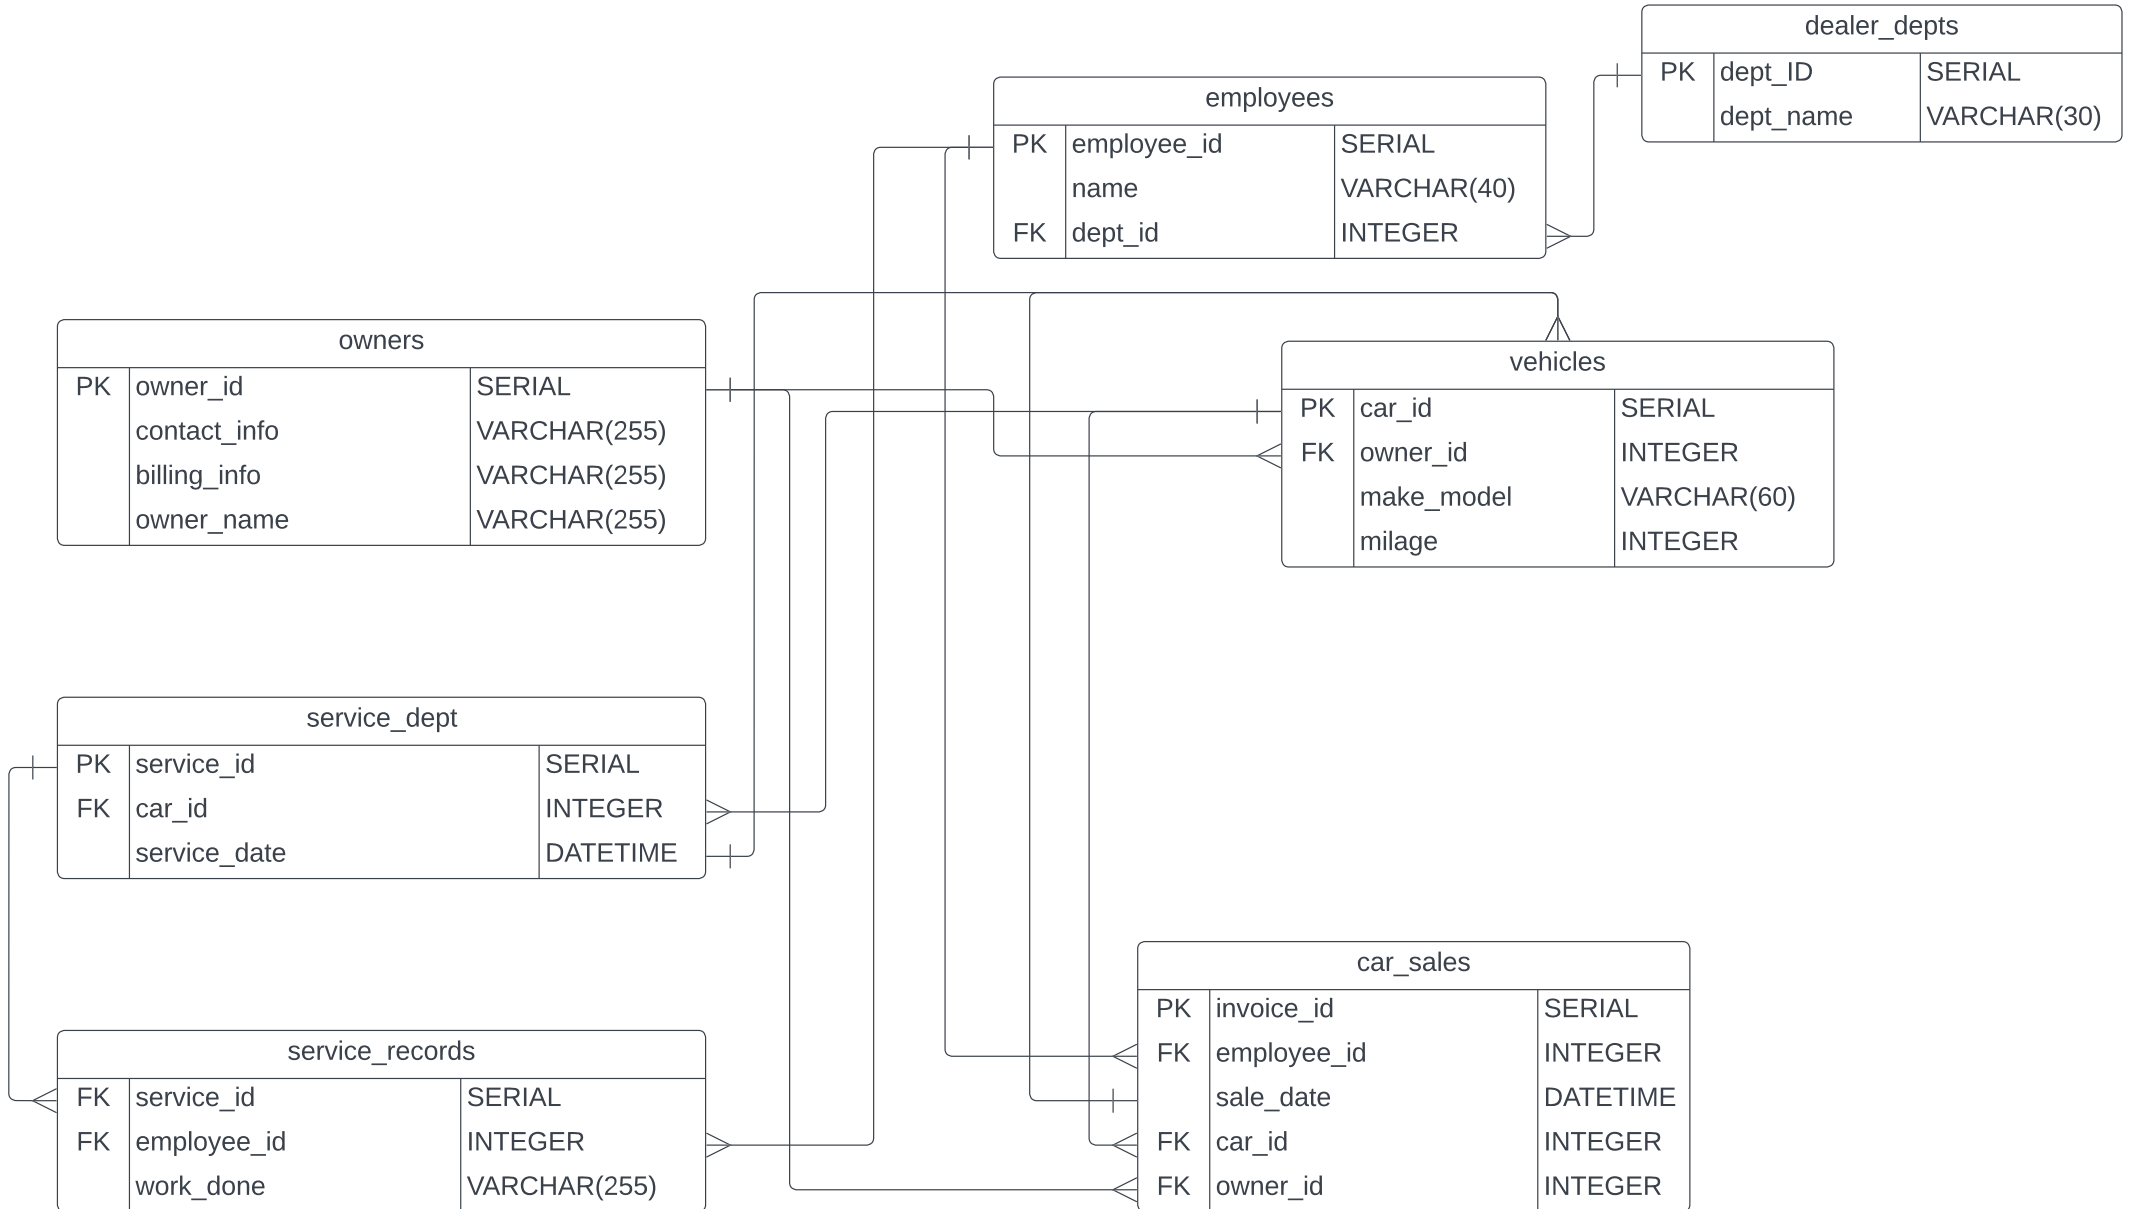 dealer_depts
PK dept_ID SERIAL
dept_name VARCHAR(30)
employees
PK employee_id SERIAL
name VARCHAR(40)
FK dept_id INTEGER
owners
PK owner_id SERIAL
contact_info VARCHAR(255)
billing_info VARCHAR(255)
owner_name VARCHAR(255)
vehicles
PK car_id SERIAL
FK owner_id INTEGER
make_model VARCHAR(60)
milage INTEGER
service_dept
PK service_id SERIAL
FK car_id INTEGER
service_date DATETIME
car_sales
PK invoice_id SERIAL
FK employee_id INTEGER
sale_date DATETIME
FK car_id INTEGER
FK owner_id INTEGER
service_records
FK service_id SERIAL
FK employee_id INTEGER
work_done VARCHAR(255)